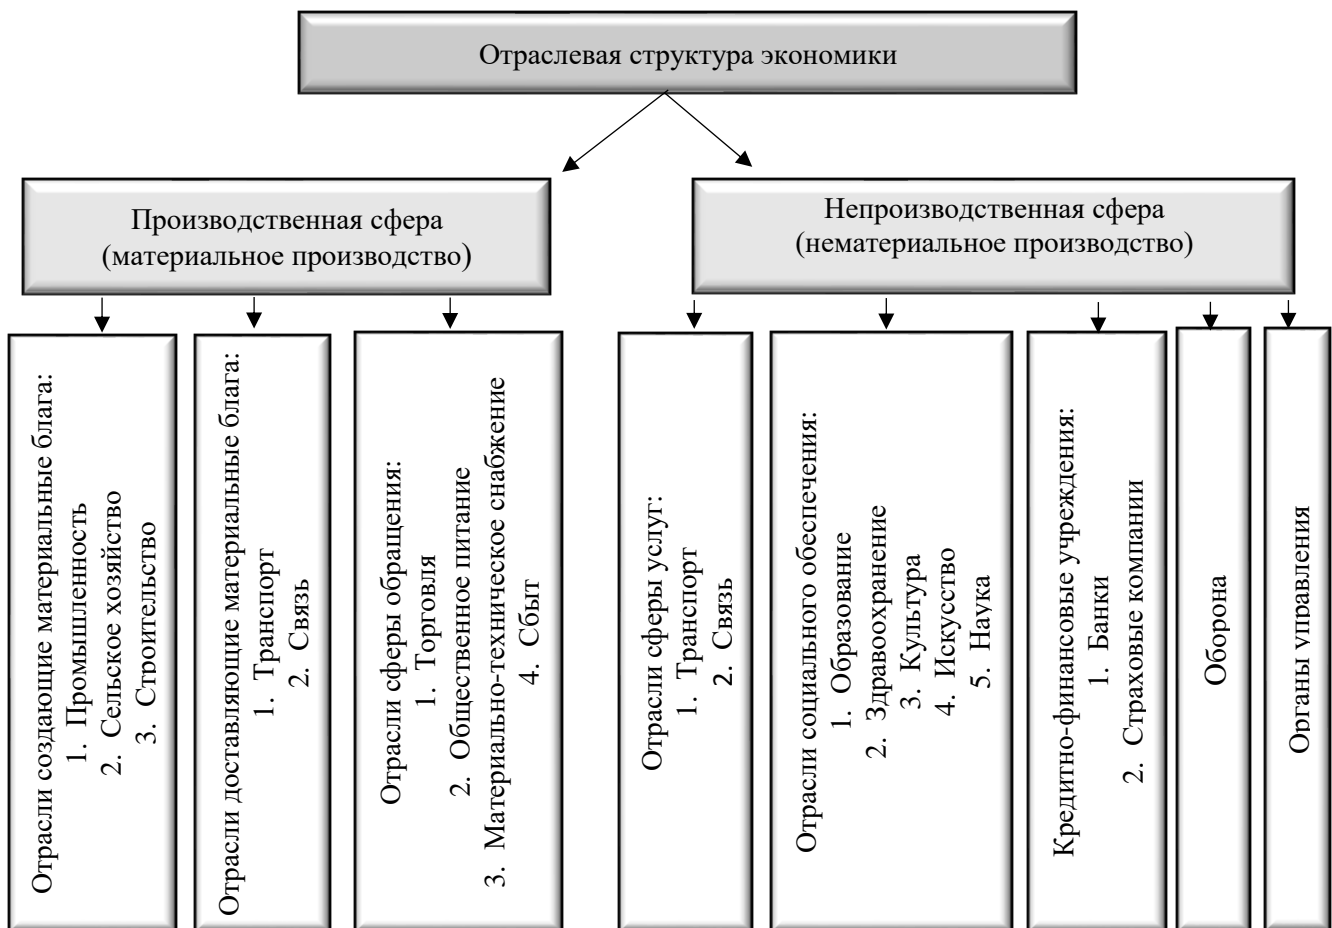 Отраслевая структура экономики
Производственная сфера
(материальное производство)
Непроизводственная сфера
(нематериальное производство)
Отрасли создающие материальные блага:
1. Промышленность
2. Сельское хозяйство
3. Строительство
Отрасли доставляющие материальные блага:
1. Транспорт
2. Связь
Отрасли сферы обращения:
1. Торговля
2. Общественное питание
3. Материально-техническое снабжение
4. Сбыт
Отрасли сферы услуг:
1. Транспорт
2. Связь
Отрасли социального обеспечения:
1. Образование
2. Здравоохранение
3. Культура
4. Искусство
5. Наука
Кредитно-финансовые учреждения:
1. Банки
2. Страховые компании
Оборона
Органы управления